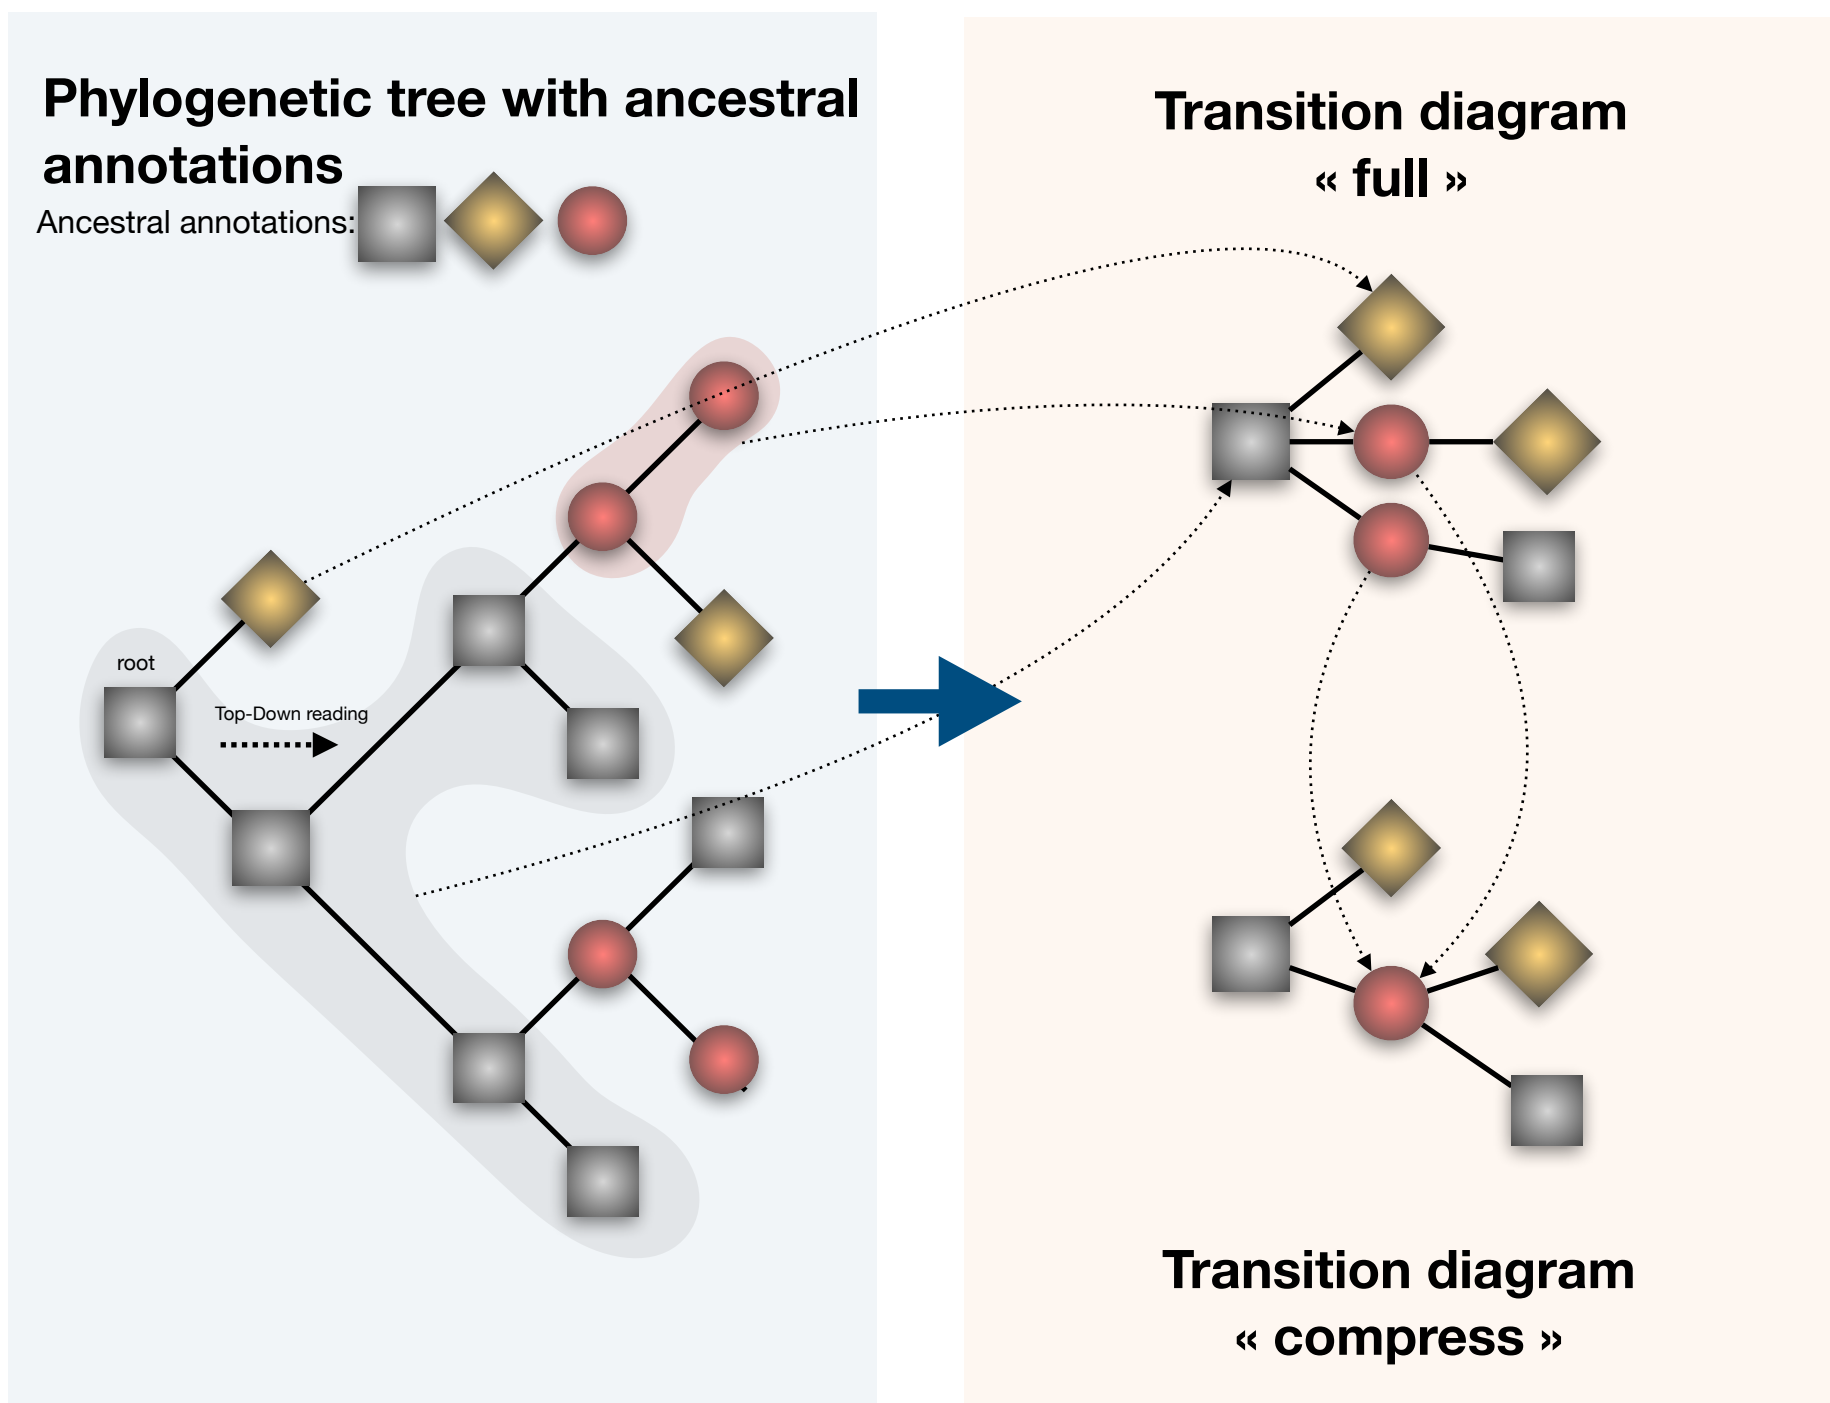 Phylogenetic tree with ancestral
annotations
Ancestral annotations:
root
Top-Down reading
Transition diagram
« full »
Transition diagram
« compress »